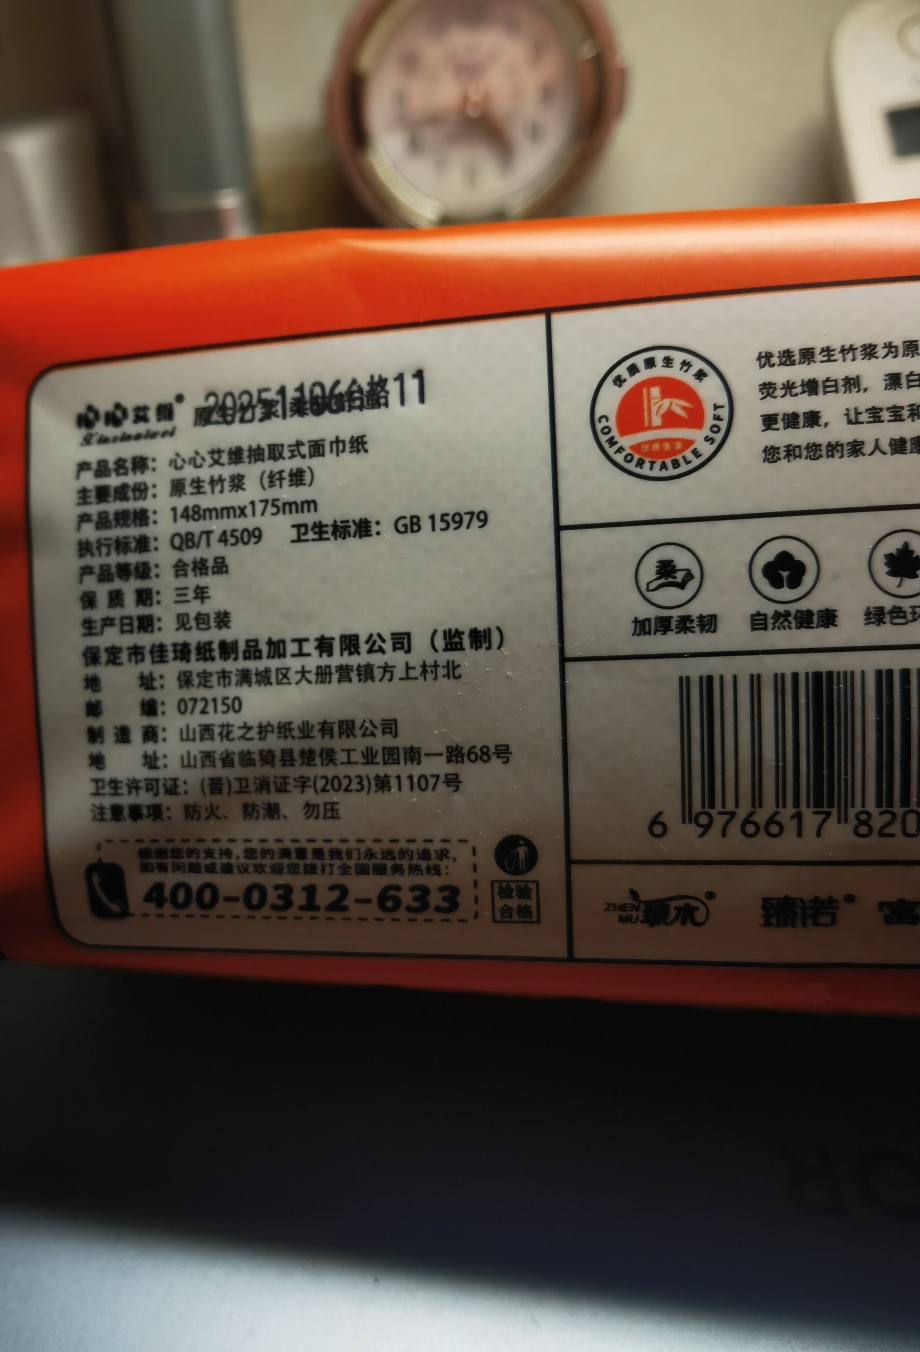 心心艾维®
Xinxinaiwei
20251106合格11
产品名称：心心艾维抽取式面巾纸
主要成份：原生竹浆（纤维）
产品规格：148mmx175mm
执行标准：QB/T 4509 卫生标准：GB 15979
产品等级：合格品
保 质 期：三年
生产日期：见包装
保定市佳琦纸制品加工有限公司（监制）
地 址：保定市满城区大册营镇方上村北
邮 编：072150
制 造 商：山西花之护纸业有限公司
地 址：山西省临猗县楚侯工业园南一路68号
卫生许可证：(晋)卫消证字(2023)第1107号
注意事项：防火、防潮、勿压
感谢您的支持，您的满意是我们永远的追求，
如有问题或建议欢迎您拨打全国服务热线：
400-0312-633
检验
合格
优质原生竹浆
COMFORTABLE SOFT
优选原生竹浆为原
荧光增白剂，漂白
更健康，让宝宝和
您和您的家人健康
柔
加厚柔韧
自然健康
绿色环
6 976617 820
ZHEN
MU
臻木®
臻诺®
富